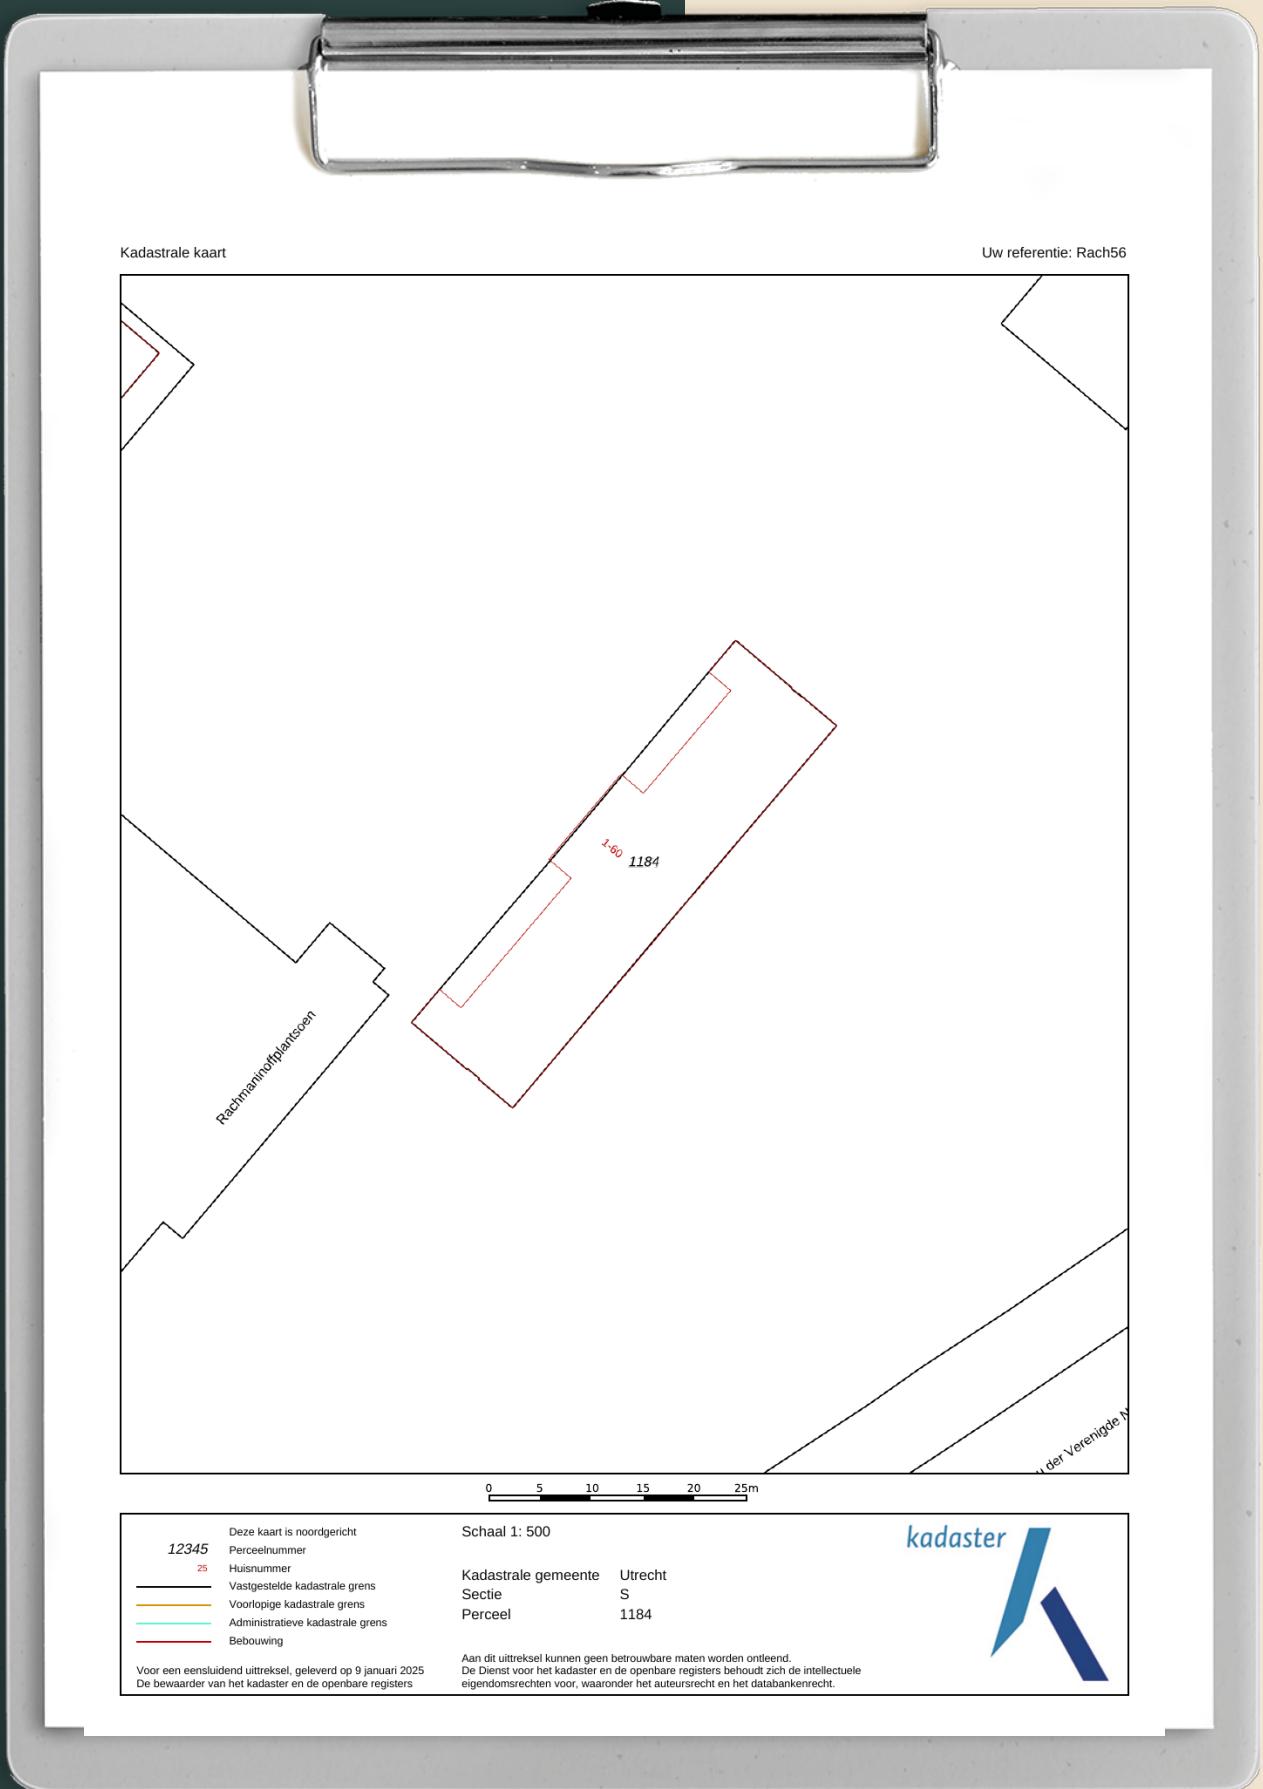 Kadastrale kaart
Uw referentie: Rach56
1-60
1184
Rachmaninoffplantsoen
der Verenigde
0 5 10 15 20 25m
Deze kaart is noordgericht
12345 Perceelnummer
25 Huisnummer
Vastgestelde kadastrale grens
Voorlopige kadastrale grens
Administratieve kadastrale grens
Bebouwing
Voor een eensluidend uittreksel, geleverd op 9 januari 2025
De bewaarder van het kadaster en de openbare registers
Schaal 1: 500
Kadastrale gemeente Utrecht
Sectie S
Perceel 1184
Aan dit uittreksel kunnen geen betrouwbare maten worden ontleend.
De Dienst voor het kadaster en de openbare registers behoudt zich de intellectuele
eigendomsrechten voor, waaronder het auteursrecht en het databankenrecht.
kadaster